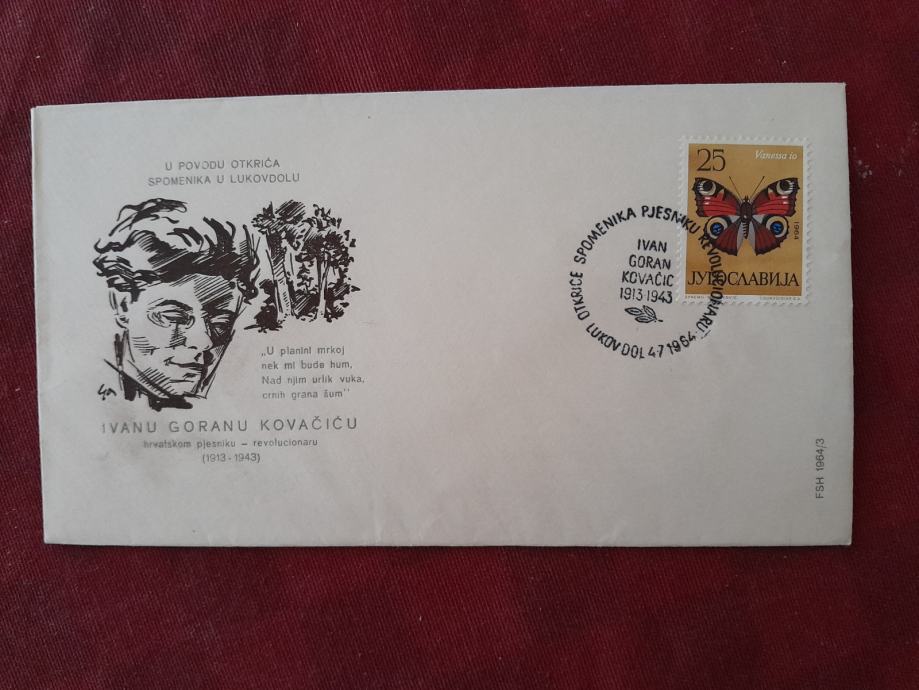 U POVODU OTKRIĆA
SPOMENIKA U LUKOVDOLU
„U planini mrkoj
nek mi bude hum,
Nad njim urlik vuka,
crnih grana šum”
IVANU GORANU KOVAČIĆU
hrvatskom pjesniku – revolucionaru
(1913-1943)
OTKRIĆE SPOMENIKA PJESNIKU REVOLUCIONARU
IVAN
GORAN
KOVAČIĆ
1913-1943
LUKOVDOL 4·7 1964
25
Vanessa io
1964
ЈУГОСЛАВИЈА
FSH 1964/3